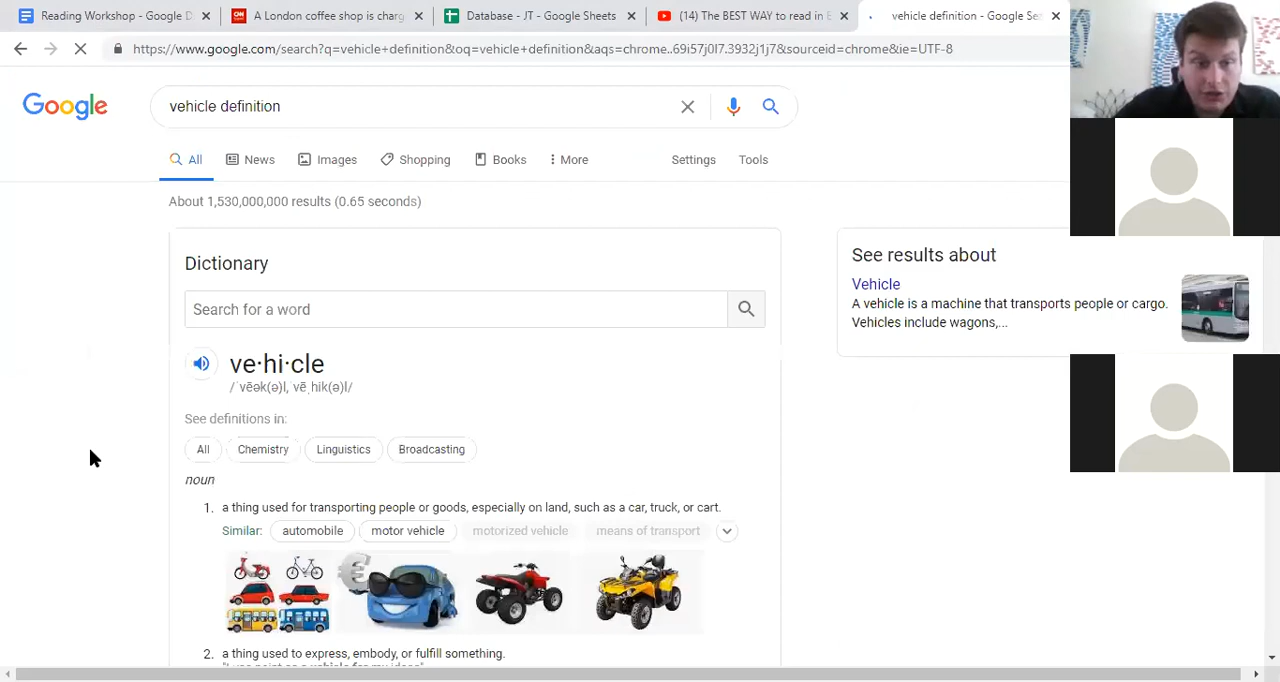 Reading Workshop - Google D
A London coffee shop is charg
Database - JT - Google Sheets
(14) The BEST WAY to read in E
vehicle definition - Google Sea
https://www.google.com/search?q=vehicle+definition&oq=vehicle+definition&aqs=chrome..69i57j0l7.3932j1j7&sourceid=chrome&ie=UTF-8
Google
vehicle definition
All
News
Images
Shopping
Books
More
Settings
Tools
About 1,530,000,000 results (0.65 seconds)
Dictionary
Search for a word
ve·hi·cle
/ˈvēək(ə)l, vēˌhik(ə)l/
See definitions in:
All
Chemistry
Linguistics
Broadcasting
noun
1. a thing used for transporting people or goods, especially on land, such as a car, truck, or cart.
Similar: automobile motor vehicle motorized vehicle means of transport
2. a thing used to express, embody, or fulfill something.
See results about
Vehicle
A vehicle is a machine that transports people or cargo.
Vehicles include wagons,...